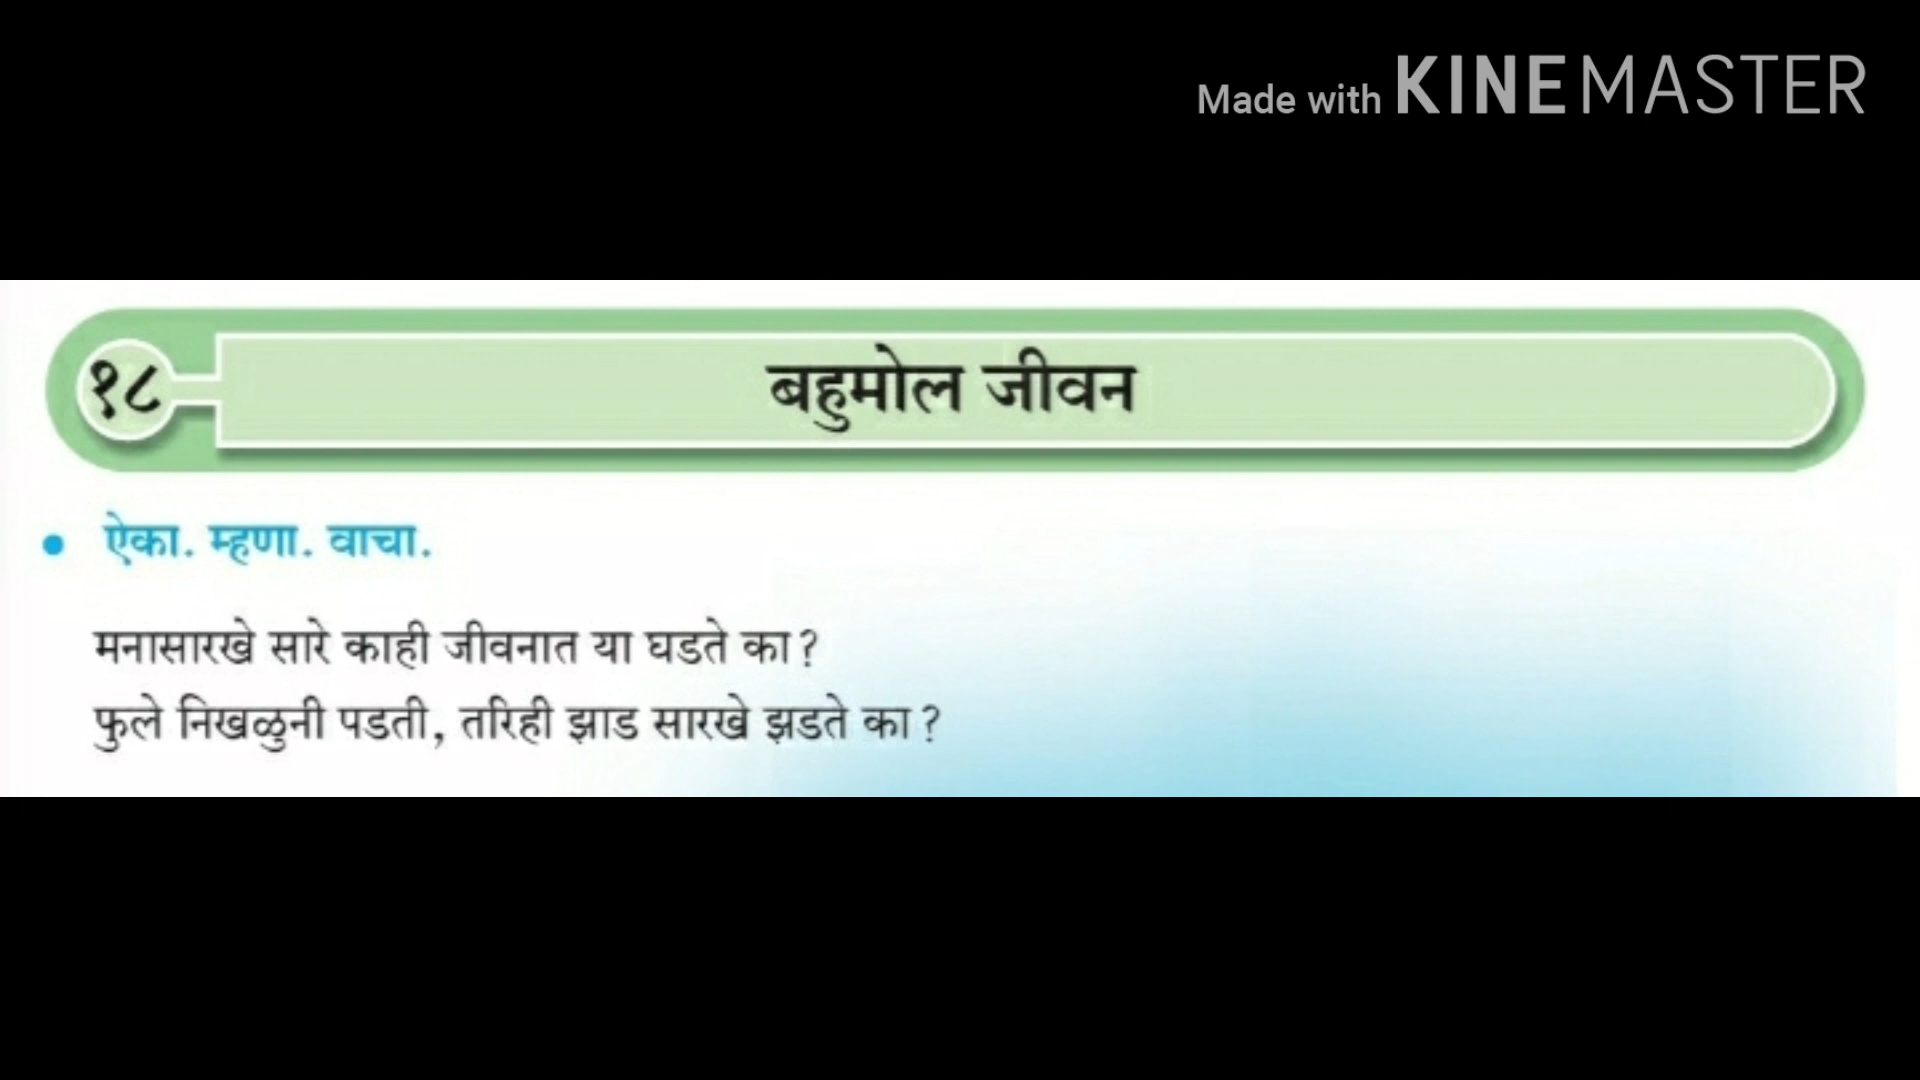 Made with KINEMASTER
१८ बहुमोल जीवन
• ऐका. म्हणा. वाचा.
मनासारखे सारे काही जीवनात या घडते का?
फुले निखळुनी पडती, तरिही झाड सारखे झडते का?